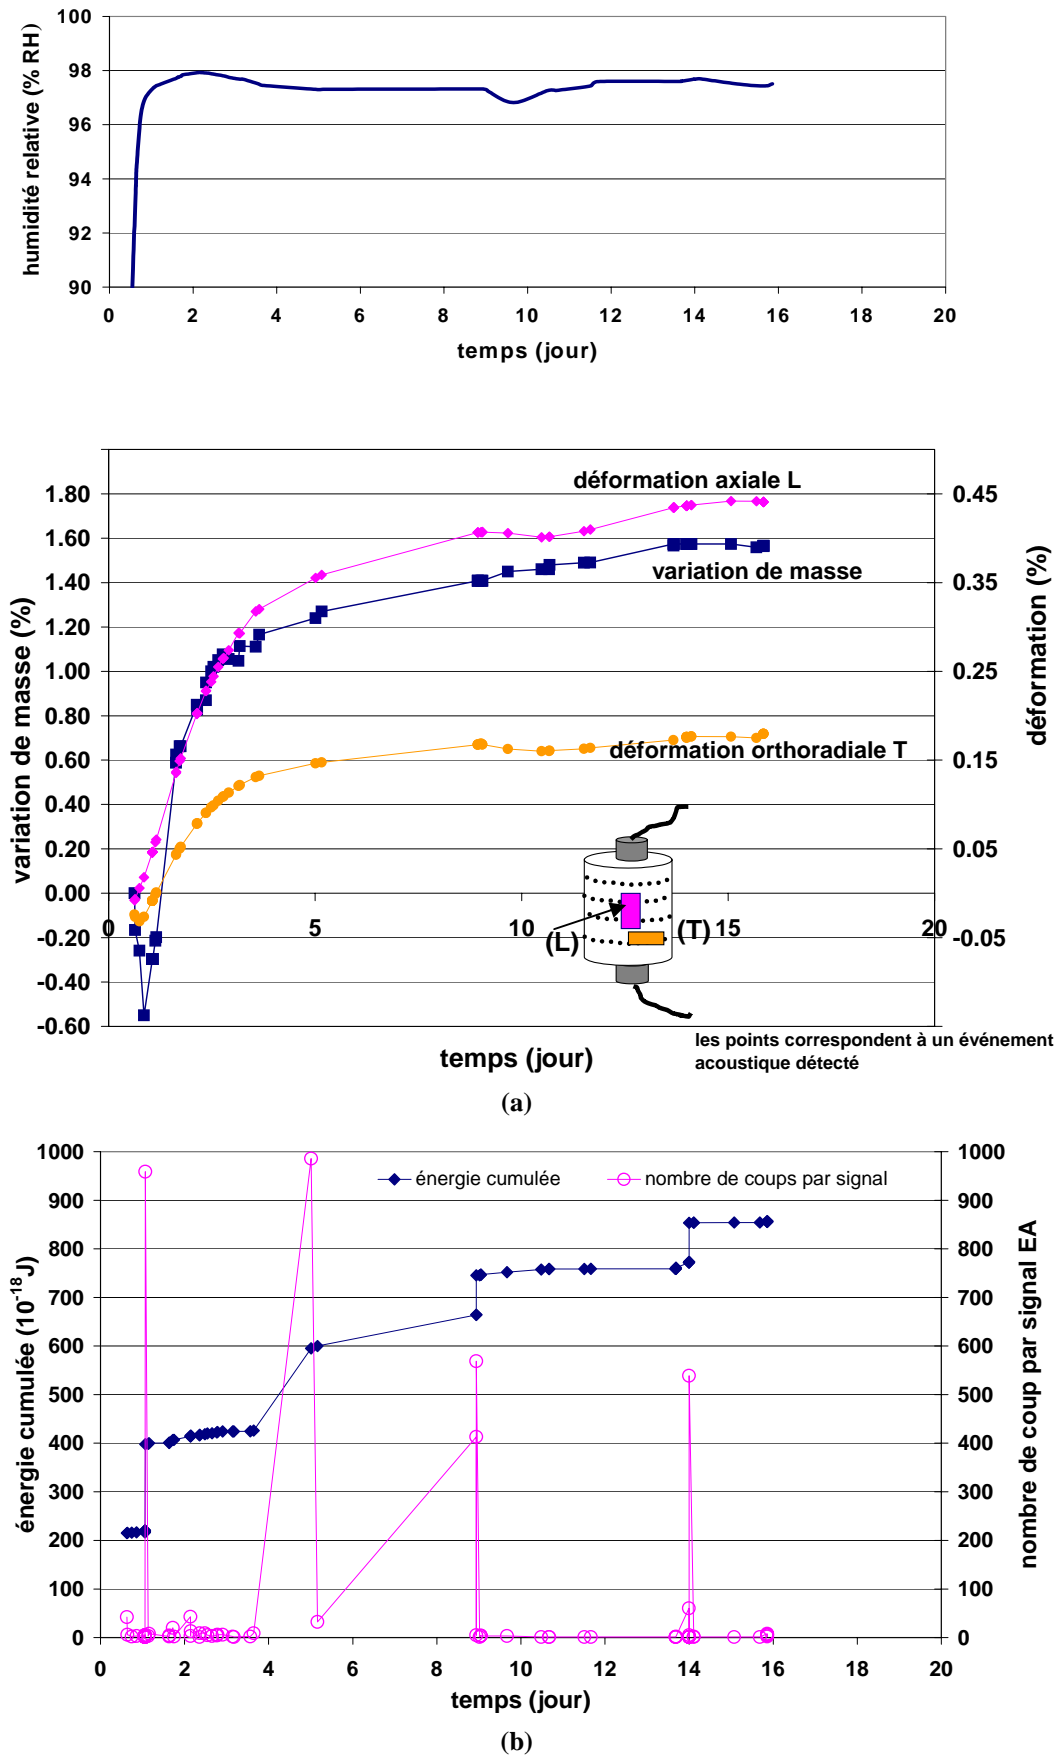 100
98
96
94
92
90
humidité relative (% RH)
0 2 4 6 8 10 12 14 16 18 20
temps (jour)
déformation axiale L
variation de masse
déformation orthoradiale T
1.80
1.60
1.40
1.20
1.00
0.80
0.60
0.40
0.20
0.00
-0.20
-0.40
-0.60
variation de masse (%)
0.45
0.35
0.25
0.15
0.05
-0.05
déformation (%)
0 5 10 15 20
(L)
(T)
temps (jour)
les points correspondent à un événement
acoustique détecté
(a)
énergie cumulée
nombre de coups par signal
1000
900
800
700
600
500
400
300
200
100
0
énergie cumulée (10⁻¹⁸J)
1000
900
800
700
600
500
400
300
200
100
0
nombre de coup par signal EA
0 2 4 6 8 10 12 14 16 18 20
temps (jour)
(b)